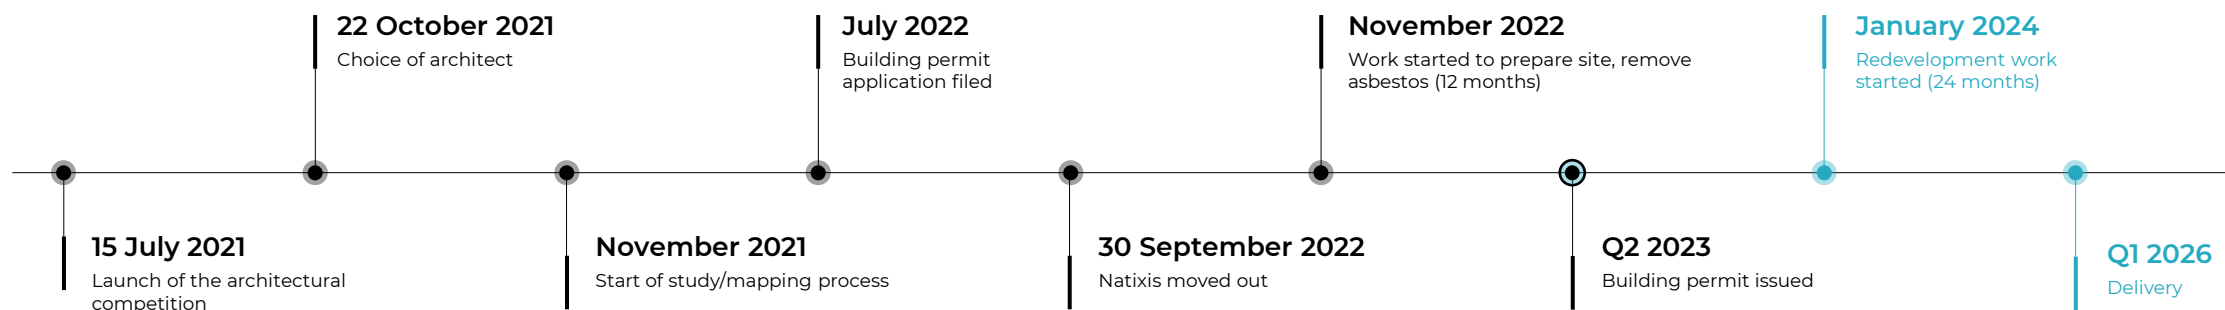 22 October 2021
Choice of architect
July 2022
Building permit
application filed
November 2022
Work started to prepare site, remove
asbestos (12 months)
January 2024
Redevelopment work
started (24 months)
15 July 2021
Launch of the architectural
competition
November 2021
Start of study/mapping process
30 September 2022
Natixis moved out
Q2 2023
Building permit issued
Q1 2026
Delivery